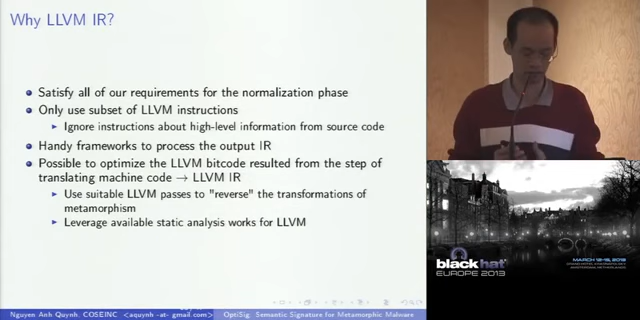 Why LLVM IR?
Satisfy all of our requirements for the normalization phase
Only use subset of LLVM instructions
Ignore instructions about high-level information from source code
Handy frameworks to process the output IR
Possible to optimize the LLVM bitcode resulted from the step of
translating machine code → LLVM IR
Use suitable LLVM passes to "reverse" the transformations of
metamorphism
Leverage available static analysis works for LLVM
Nguyen Anh Quynh, COSEINC <aquynh -at- gmail.com>
OptiSig Semantic Signature for Metamorphic Malware
black hat
EUROPE 2013
MARCH 12-15, 2013